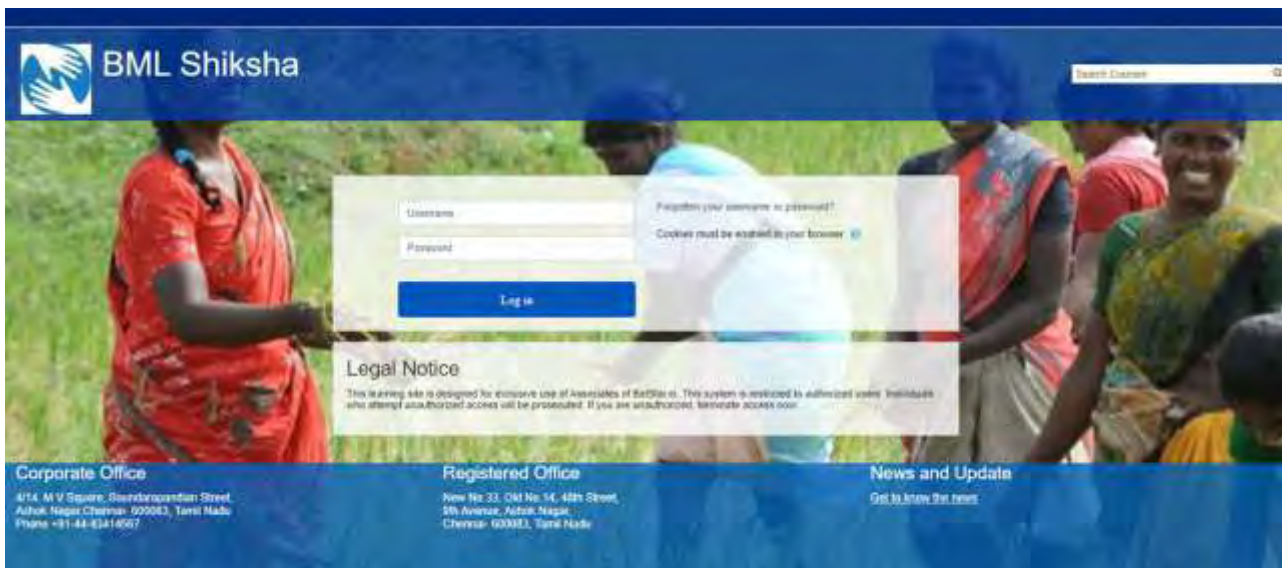 BML Shiksha
Search Courses
Username
Password
Log in
Forgotten your username or password?
Cookies must be enabled in your browser
Legal Notice
This learning site is designed for exclusive use of Associates of. This system is restricted to authorized users. Individuals
who attempt unauthorized access will be prosecuted. If you are unauthorized, terminate access now.
Corporate Office
4/14, M V Square, Soundarapandian Street,
Ashok Nagar Chennai- 600083, Tamil Nadu
Phone +91-44-
Registered Office
New No 33, Old No 14, 48th Street,
9th Avenue, Ashok Nagar,
Chennai- 600083, Tamil Nadu
News and Update
Get to know the news